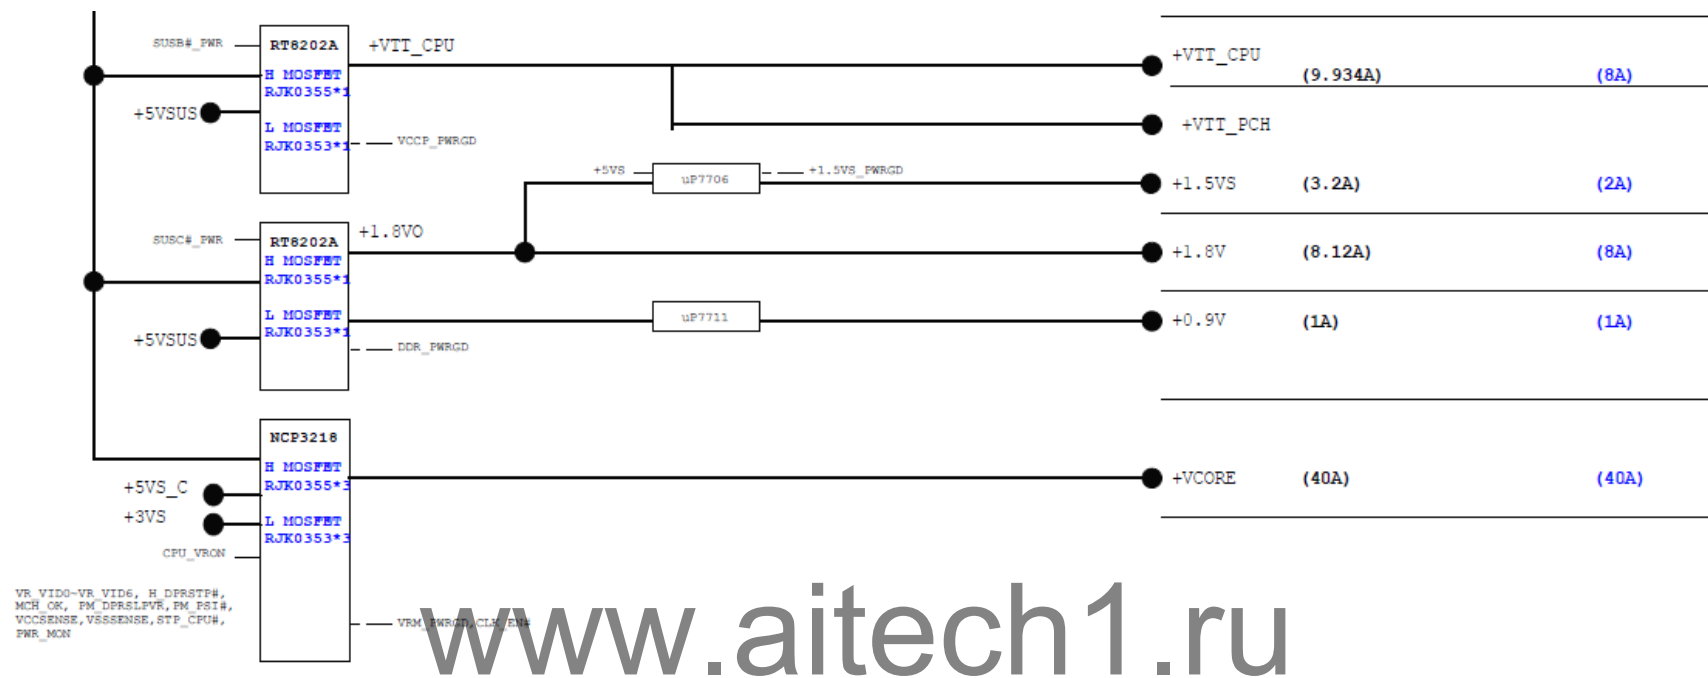 SUSB#_PWR
RT8202A
+VTT_CPU
H MOSFET
RJK0355*1
+5VSUS
L MOSFET
RJK0353*1
VCCP_PWRGD
+VTT_CPU
(9.934A)
(8A)
+VTT_PCH
+5VS
uP7706
+1.5VS_PWRGD
+1.5VS
(3.2A)
(2A)
SUSC#_PWR
RT8202A
+1.8VO
H MOSFET
RJK0355*1
+1.8V
(8.12A)
(8A)
+5VSUS
L MOSFET
RJK0353*1
DDR_PWRGD
uP7711
+0.9V
(1A)
(1A)
NCP3218
H MOSFET
RJK0355*3
+5VS_C
+3VS
L MOSFET
RJK0353*3
CPU_VRON
+VCORE
(40A)
(40A)
VR_VID0~VR_VID6, H_DPRSTP#,
MCH_OK, PM_DPRSLPVR,PM_PSI#,
VCCSENSE,VSSSENSE,STP_CPU#,
PWR_MON
VRM_PWRGD,CLK_EN#
www.aitech1.ru